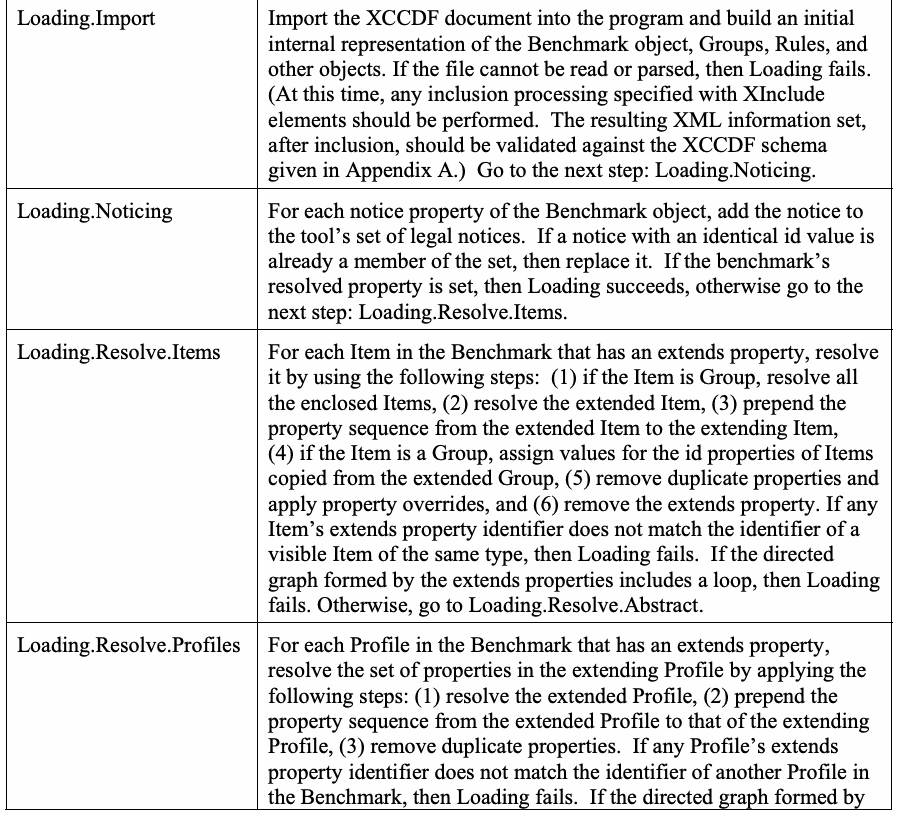 Loading.Import
Import the XCCDF document into the program and build an initial
internal representation of the Benchmark object, Groups, Rules, and
other objects. If the file cannot be read or parsed, then Loading fails.
(At this time, any inclusion processing specified with XInclude
elements should be performed.  The resulting XML information set,
after inclusion, should be validated against the XCCDF schema
given in Appendix A.)  Go to the next step: Loading.Noticing.
Loading.Noticing
For each notice property of the Benchmark object, add the notice to
the tool’s set of legal notices.  If a notice with an identical id value is
already a member of the set, then replace it.  If the benchmark’s
resolved property is set, then Loading succeeds, otherwise go to the
next step: Loading.Resolve.Items.
Loading.Resolve.Items
For each Item in the Benchmark that has an extends property, resolve
it by using the following steps:  (1) if the Item is Group, resolve all
the enclosed Items, (2) resolve the extended Item, (3) prepend the
property sequence from the extended Item to the extending Item,
(4) if the Item is a Group, assign values for the id properties of Items
copied from the extended Group, (5) remove duplicate properties and
apply property overrides, and (6) remove the extends property. If any
Item’s extends property identifier does not match the identifier of a
visible Item of the same type, then Loading fails.  If the directed
graph formed by the extends properties includes a loop, then Loading
fails. Otherwise, go to Loading.Resolve.Abstract.
Loading.Resolve.Profiles
For each Profile in the Benchmark that has an extends property,
resolve the set of properties in the extending Profile by applying the
following steps: (1) resolve the extended Profile, (2) prepend the
property sequence from the extended Profile to that of the extending
Profile, (3) remove duplicate properties.  If any Profile’s extends
property identifier does not match the identifier of another Profile in
the Benchmark, then Loading fails.  If the directed graph formed by